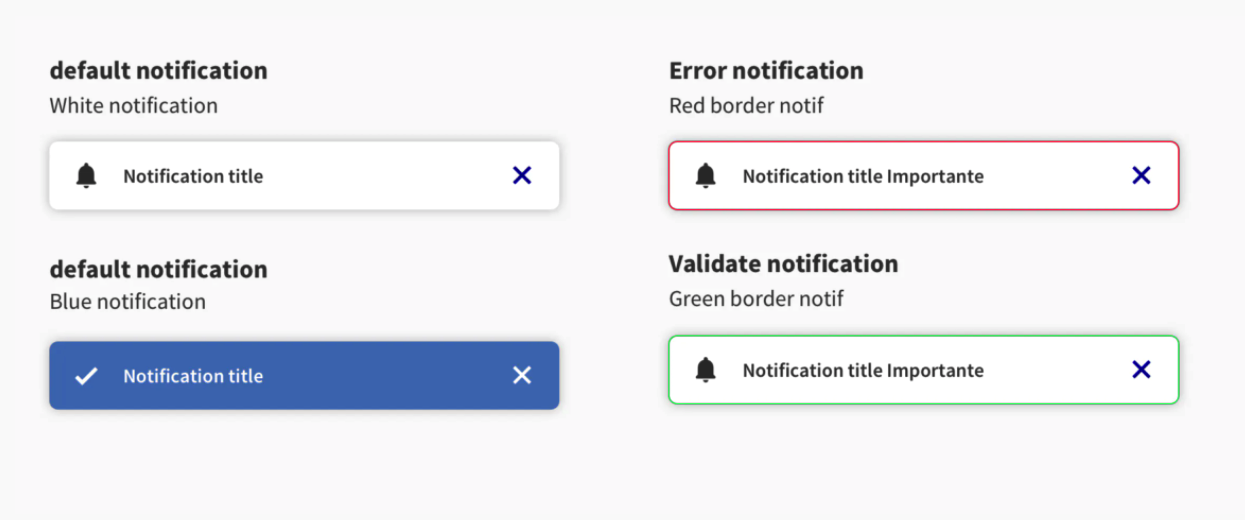 default notification
White notification
Notification title
default notification
Blue notification
Notification title
Error notification
Red border notif
Notification title Importante
Validate notification
Green border notif
Notification title Importante